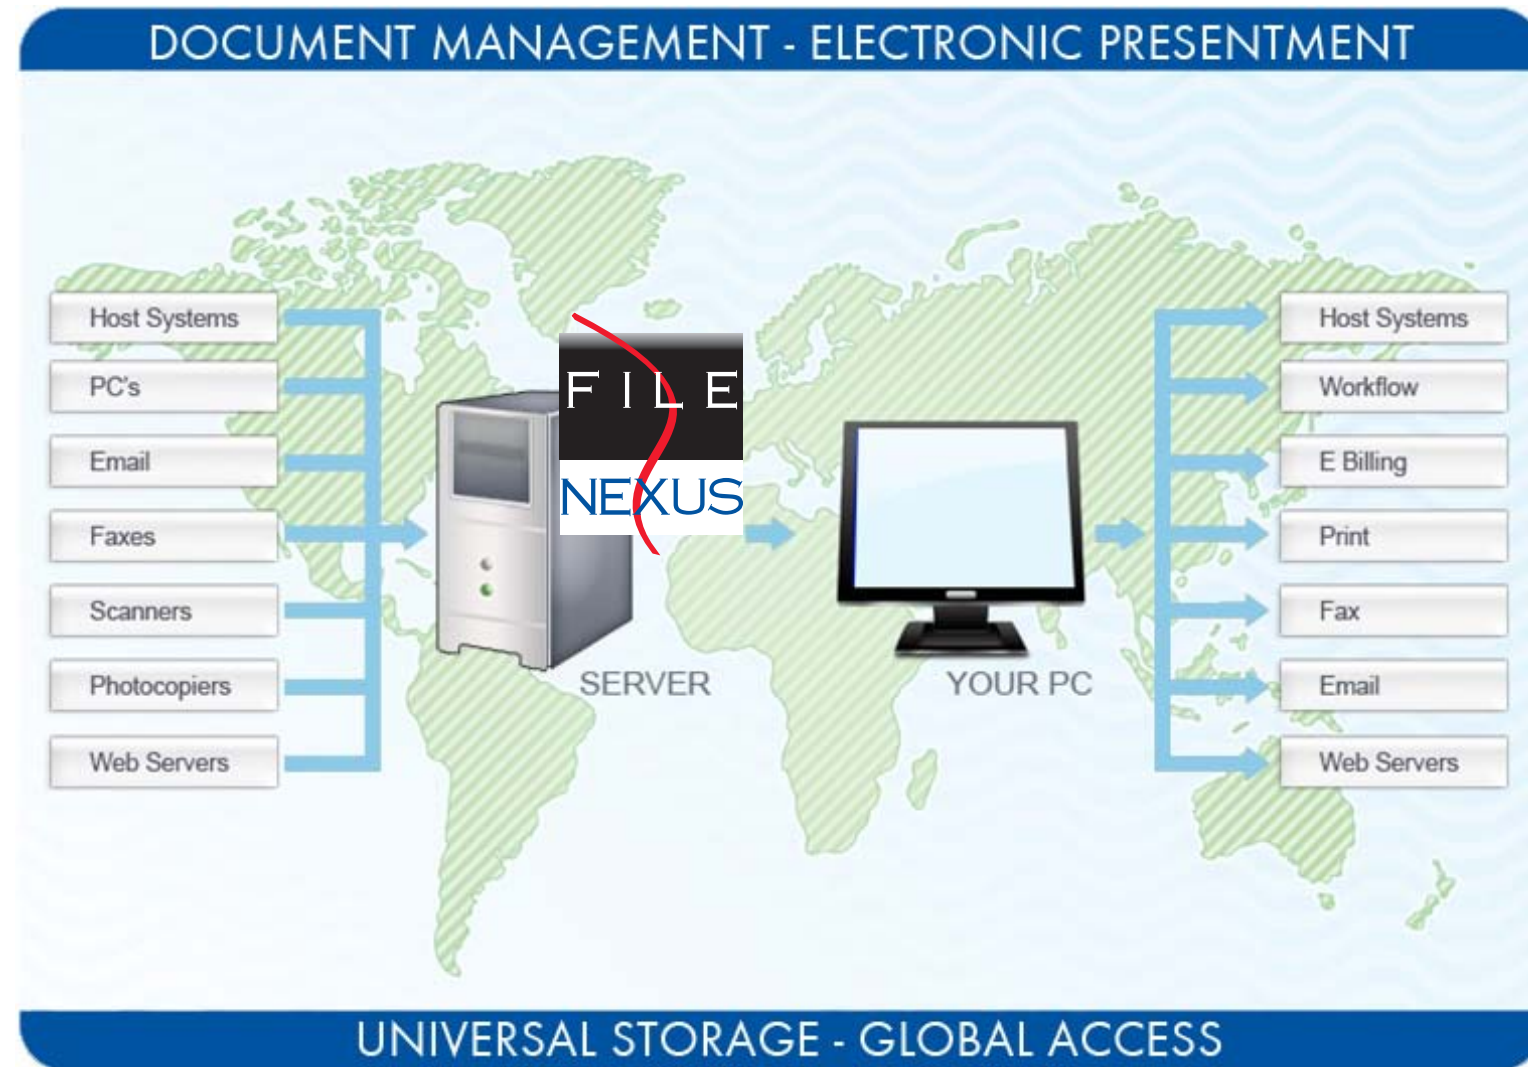 DOCUMENT MANAGEMENT - ELECTRONIC PRESENTMENT
Host Systems
PC's
Email
Faxes
Scanners
Photocopiers
Web Servers
FILE
NEXUS
SERVER
YOUR PC
Host Systems
Workflow
E Billing
Print
Fax
Email
Web Servers
UNIVERSAL STORAGE - GLOBAL ACCESS